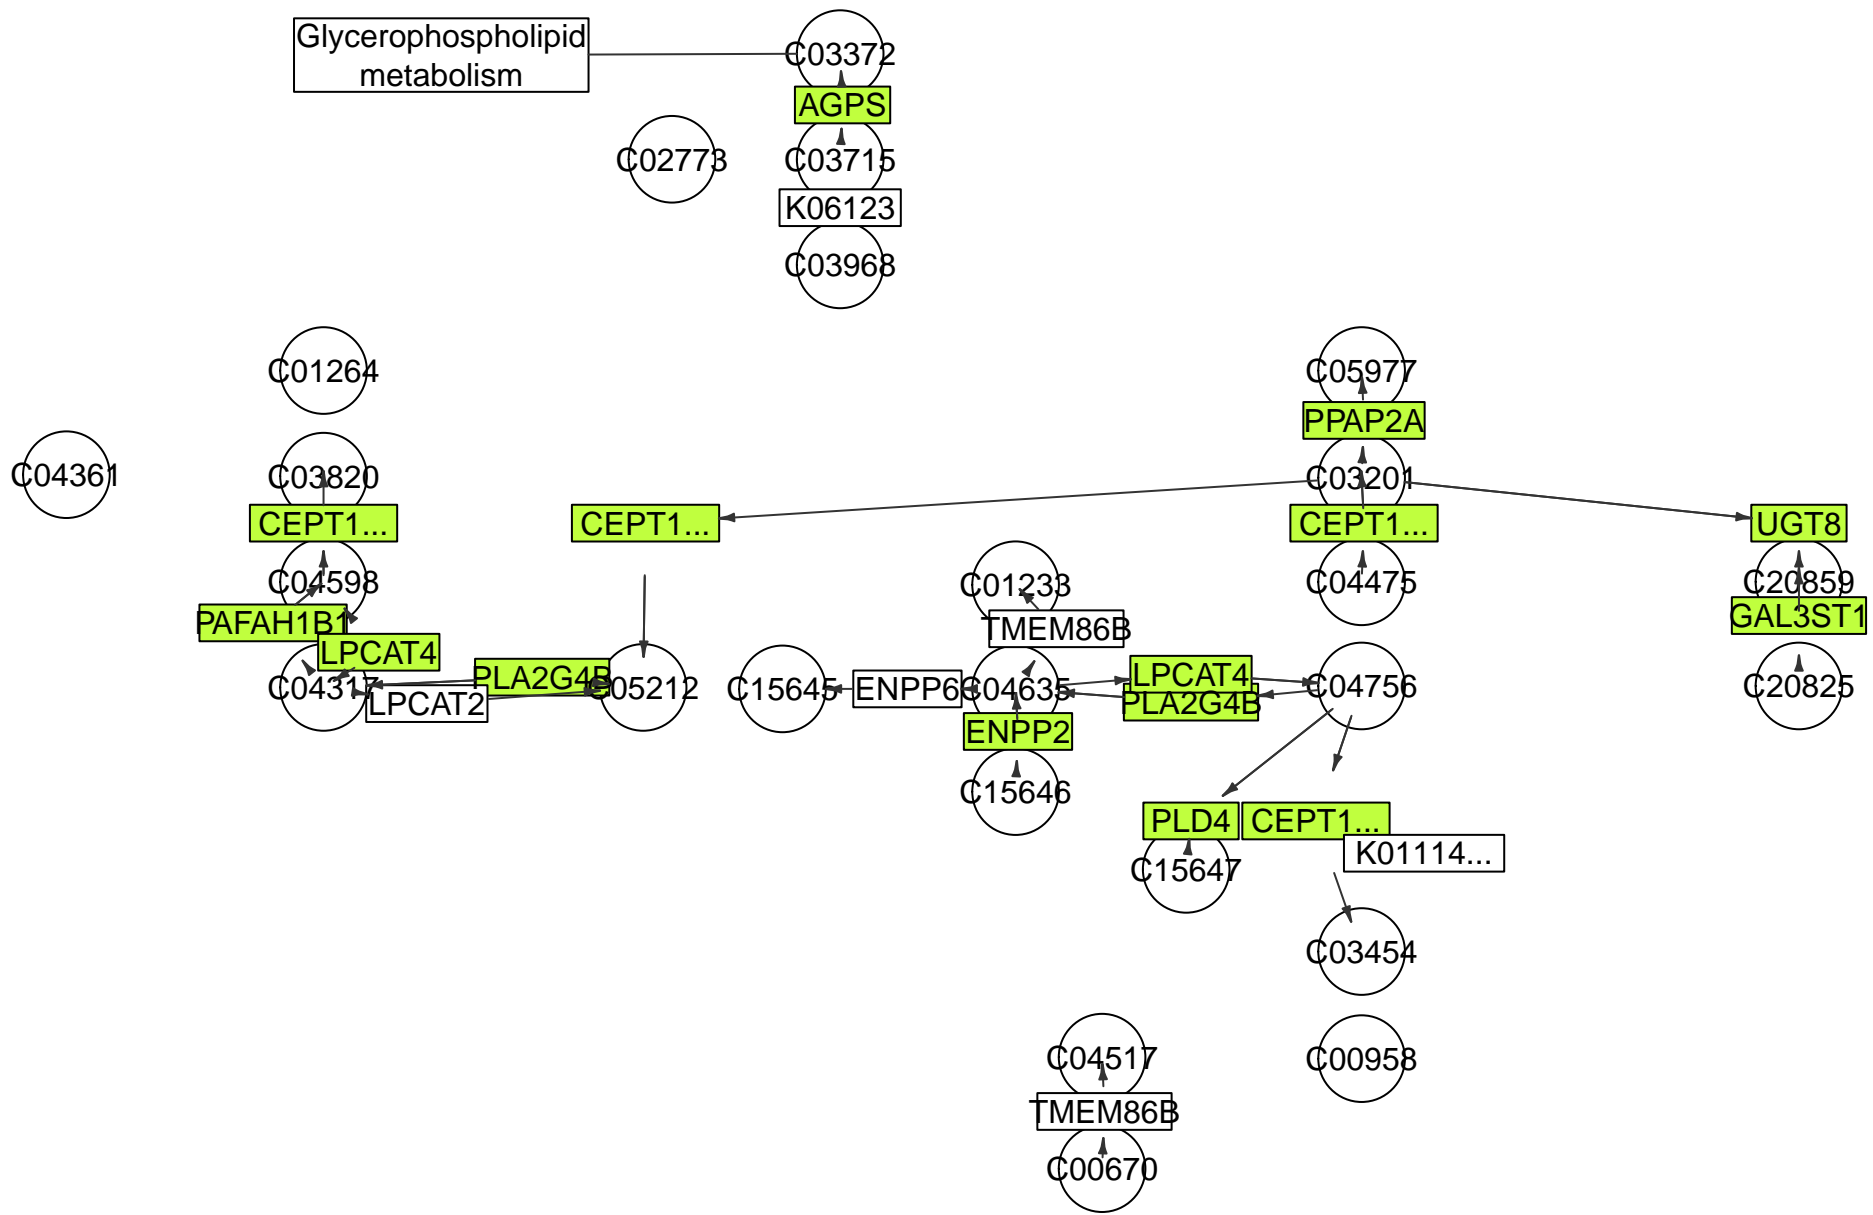 Glycerophospholipid
metabolism
C03372
AGPS
C02773
C03715
K06123
C03968
C01264
C05977
PPAP2A
C04361
C03820
C03201
CEPT1...
CEPT1...
CEPT1...
UGT8
C04598
C01233
C04475
C20859
PAFAH1B1
TMEM86B
GAL3ST1
LPCAT4
C04317
PLA2G4B
C05212
LPCAT2
C15645
ENPP6
C04635
LPCAT4
PLA2G4B
C04756
C20825
ENPP2
C15646
PLD4
CEPT1...
K01114...
C15647
C03454
C04517
C00958
TMEM86B
C00670